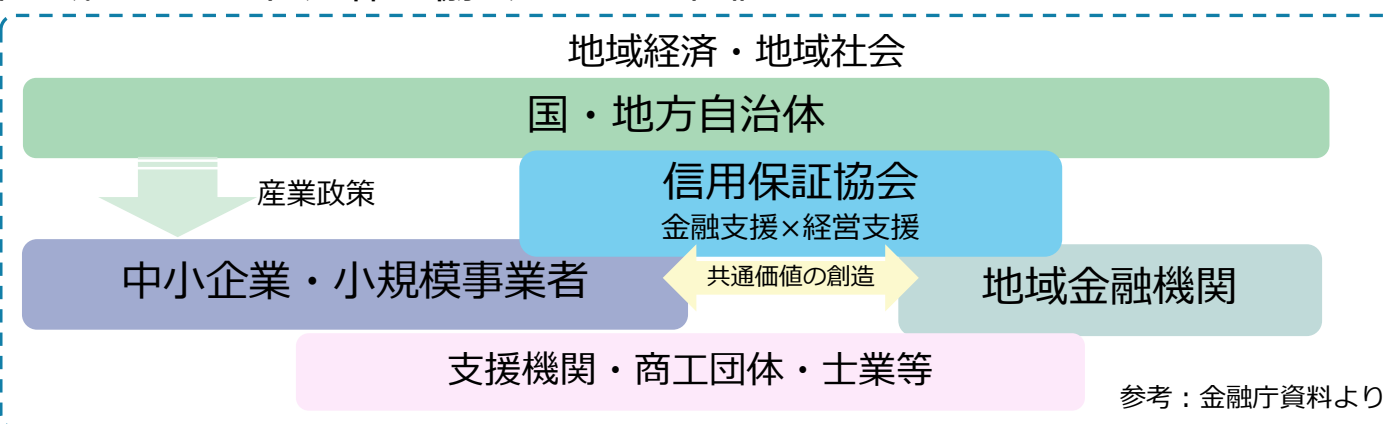 地域経済・地域社会
国・地方自治体
信用保証協会
産業政策
金融支援×経営支援
中小企業・小規模事業者
共通価値の創造
地域金融機関
支援機関・商工団体・士業等
参考：金融庁資料より